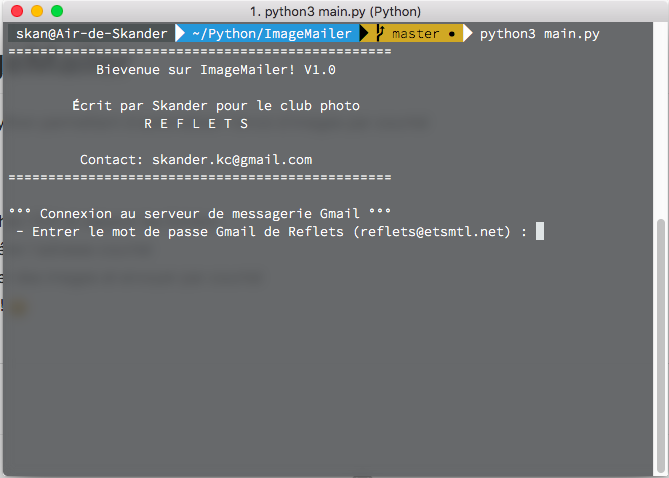 1. python3 main.py (Python)
skan@Air-de-Skander ~/Python/ImageMailer master ● python3 main.py
================================================
Bievenue sur ImageMailer! V1.0
Écrit par Skander pour le club photo
R E F L E T S
Contact: skander.kc@gmail.com
================================================
°°° Connexion au serveur de messagerie Gmail °°°
- Entrer le mot de passe Gmail de Reflets (reflets@etsmtl.net) :